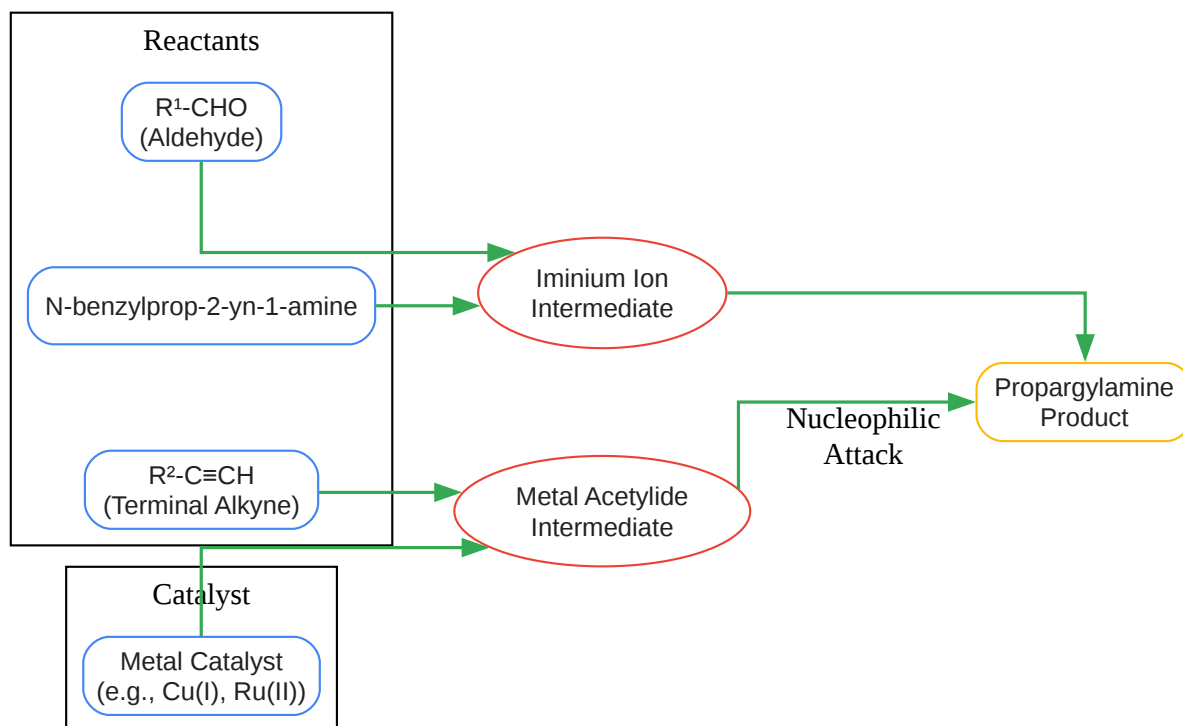 Reactants
R¹-CHO
(Aldehyde)
N-benzylprop-2-yn-1-amine
R²-C≡CH
(Terminal Alkyne)
Iminium Ion
Intermediate
Metal Acetylide
Intermediate
Nucleophilic
Attack
Propargylamine
Product
Catalyst
Metal Catalyst
(e.g., Cu(I), Ru(II))